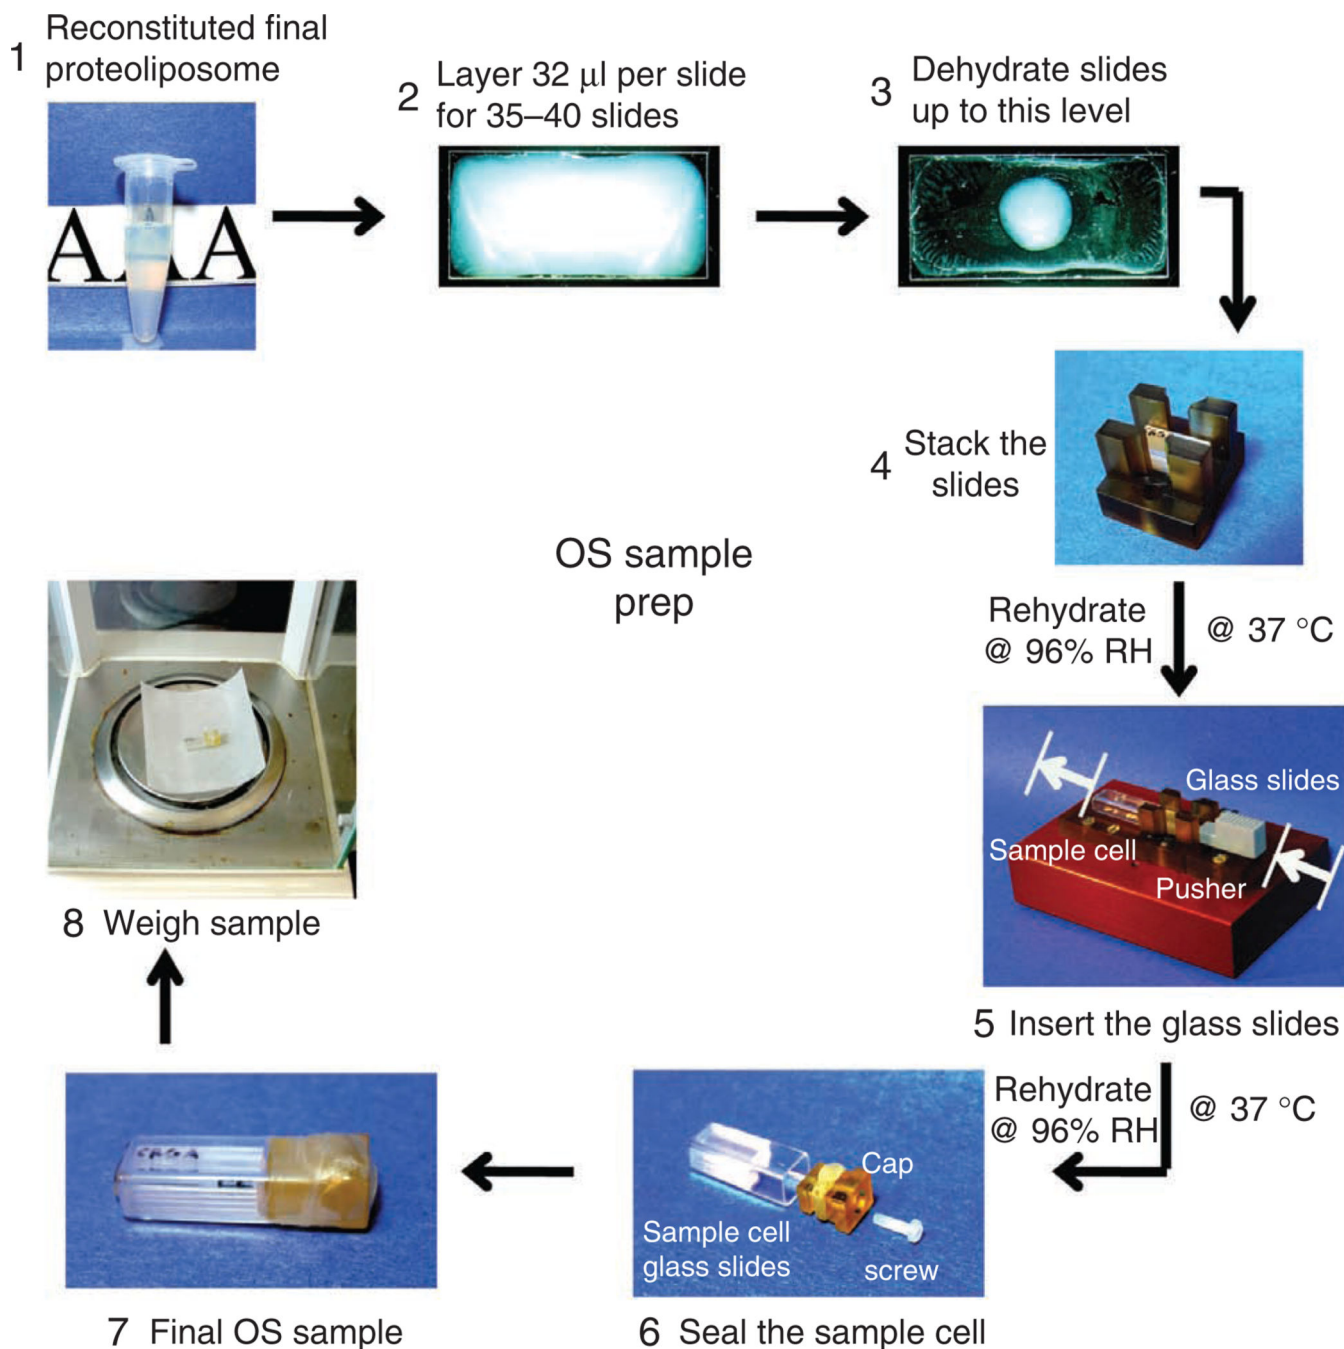 1 Reconstituted final
proteoliposome
AAA
2 Layer 32 µl per slide
for 35–40 slides
3 Dehydrate slides
up to this level
4 Stack the
slides
OS sample
prep
Rehydrate
@ 96% RH
@ 37 °C
Glass slides
Sample cell
Pusher
5 Insert the glass slides
Rehydrate
@ 96% RH
@ 37 °C
Cap
Sample cell
glass slides
screw
6 Seal the sample cell
7 Final OS sample
8 Weigh sample